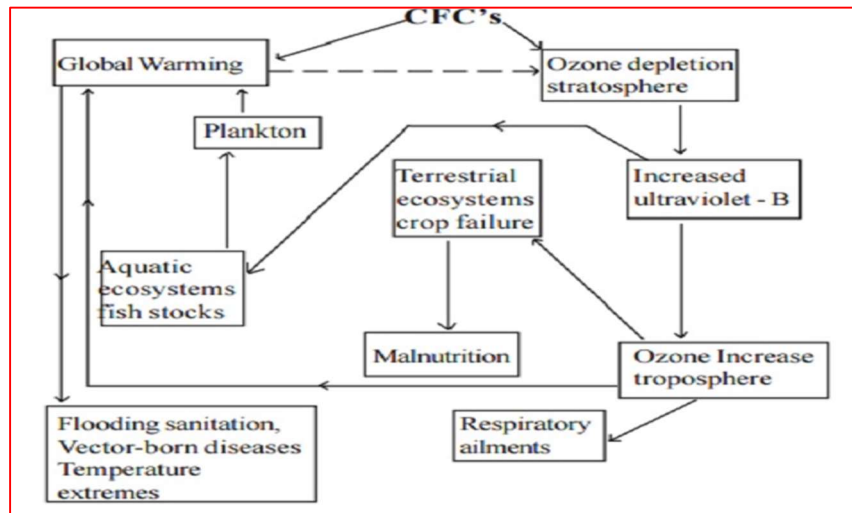 CFC's
Global Warming
Ozone depletion
stratosphere
Plankton
Terrestrial
ecosystems
crop failure
Increased
ultraviolet - B
Aquatic
ecosystems
fish stocks
Malnutrition
Ozone Increase
troposphere
Flooding sanitation,
Vector-born diseases
Temperature
extremes
Respiratory
ailments